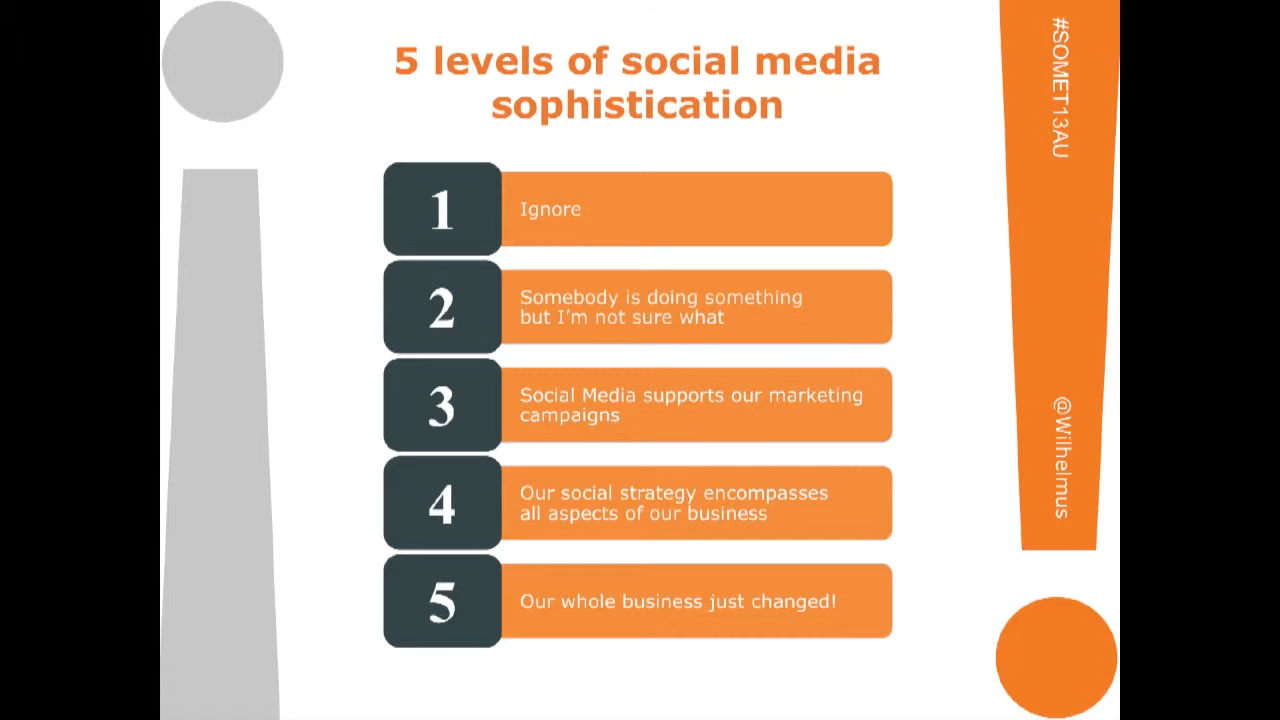 5 levels of social media
sophistication
1
Ignore
2
Somebody is doing something
but I'm not sure what
3
Social Media supports our marketing
campaigns
4
Our social strategy encompasses
all aspects of our business
5
Our whole business just changed!
#SOMET13AU
@Wilhelmus